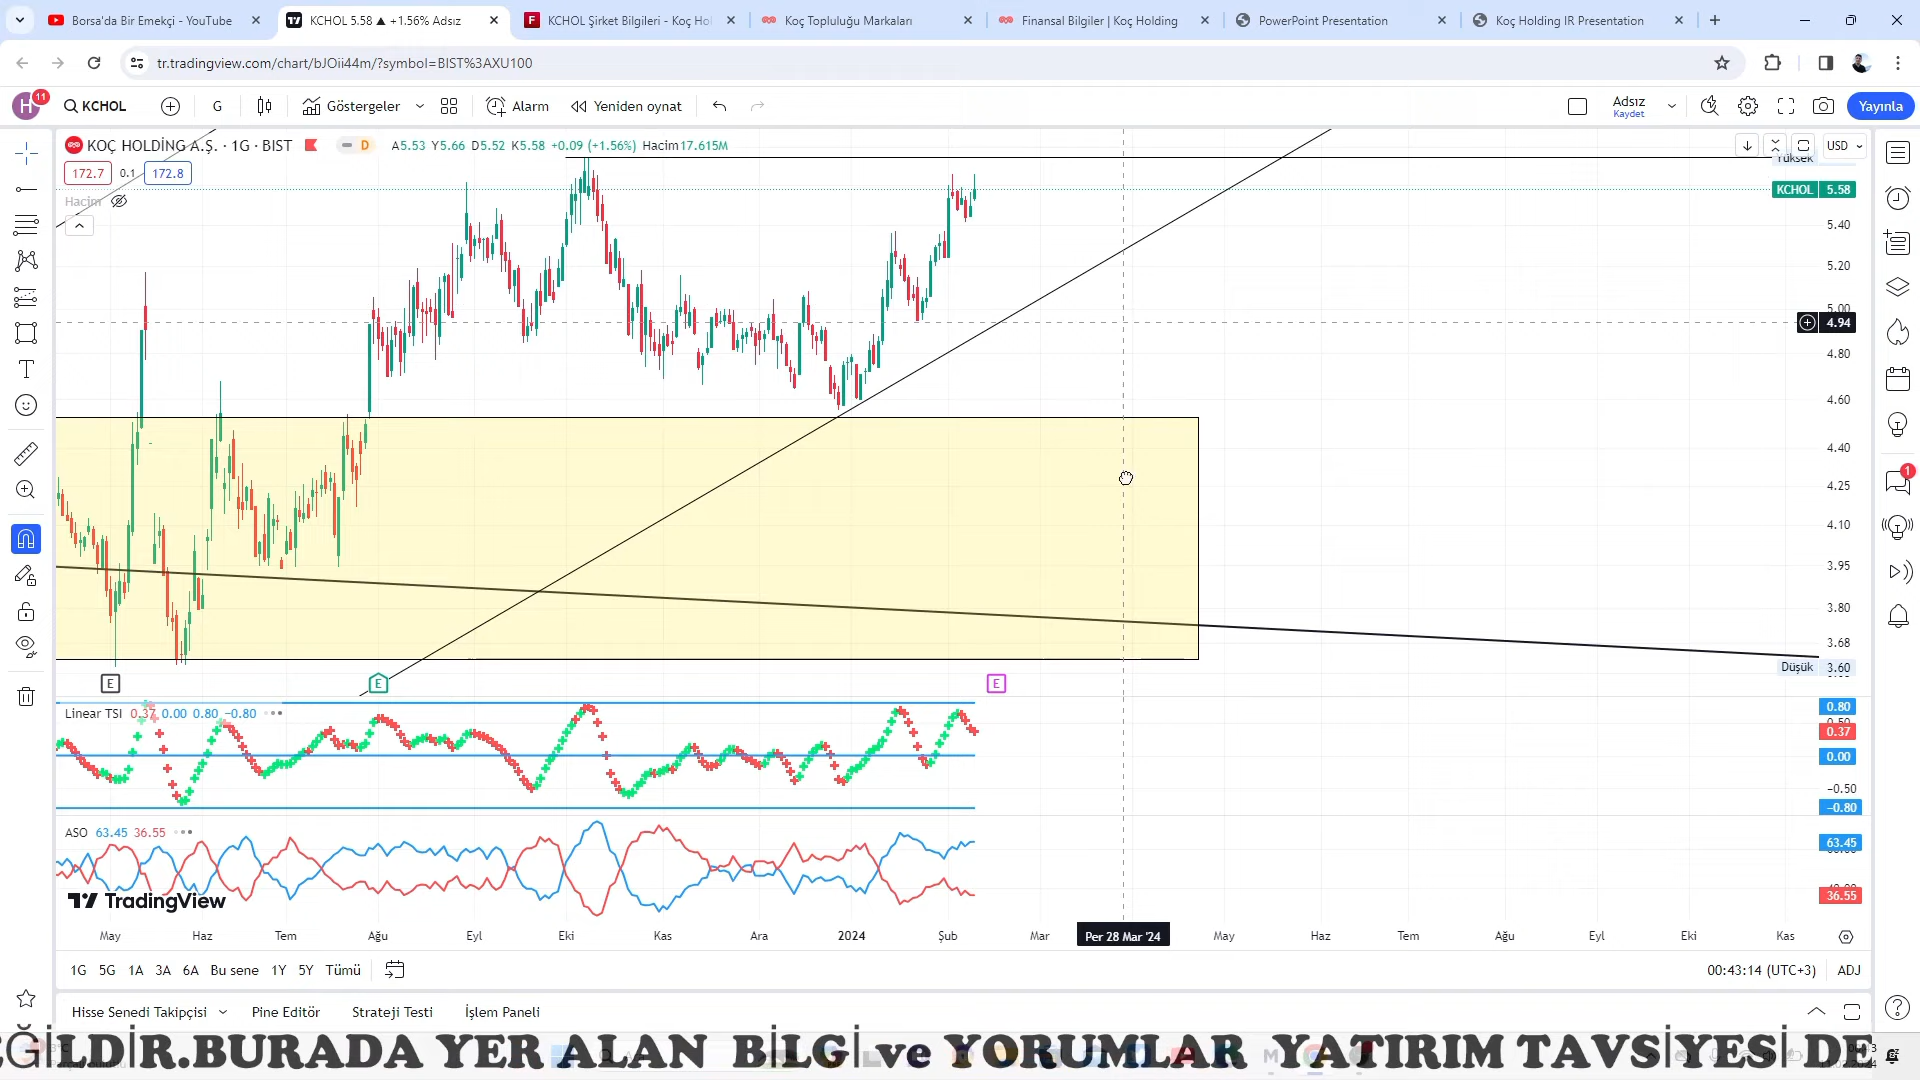 Borsa'da Bir Emekçi - YouTube
KCHOL 5.58 ▲ +1.56% Adsız
KCHOL Şirket Bilgileri - Koç Hol
Koç Topluluğu Markaları
Finansal Bilgiler | Koç Holding
PowerPoint Presentation
Koç Holding IR Presentation
tr.tradingview.com/chart/bJOii44m/?symbol=BIST%3AXU100
H 11 KCHOL G Göstergeler Alarm Yeniden oynat Adsız Kaydet Yayınla
KOÇ HOLDİNG A.Ş. · 1G · BIST D A5.53 Y5.66 D5.52 K5.58 +0.09 (+1.56%) Hacim17.615M USD
172.7 0.1 172.8
Hacim
Yüksek
KCHOL 5.58
5.40
5.20
5.00
4.94
4.80
4.60
4.40
4.25
4.10
3.95
3.80
3.68
Düşük 3.60
E E E
Linear TSI 0.37 0.00 0.80 −0.80
0.80
0.50
0.37
0.00
−0.50
−0.80
ASO 63.45 36.55
63.45
36.55
TradingView
May Haz Tem Ağu Eyl Eki Kas Ara 2024 Şub Mar Per 28 Mar '24 May Haz Tem Ağu Eyl Eki Kas
1G 5G 1A 3A 6A Bu sene 1Y 5Y Tümü 00:43:14 (UTC+3) ADJ
Hisse Senedi Takipçisi Pine Editör Strateji Testi İşlem Paneli
1
ĞİLDİR.BURADA YER ALAN BİLGİ ve YORUMLAR YATIRIM TAVSİYESİ DE